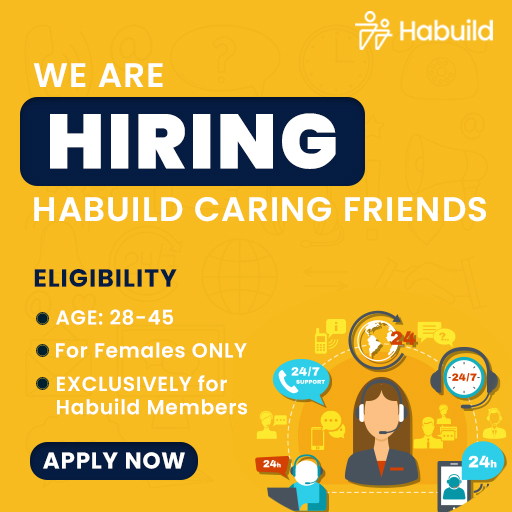 Habuild
WE ARE
HIRING
HABUILD CARING FRIENDS
ELIGIBILITY
AGE: 28-45
For Females ONLY
EXCLUSIVELY for
Habuild Members
APPLY NOW
24
24/7
SUPPORT
-24/7-
24h
24h